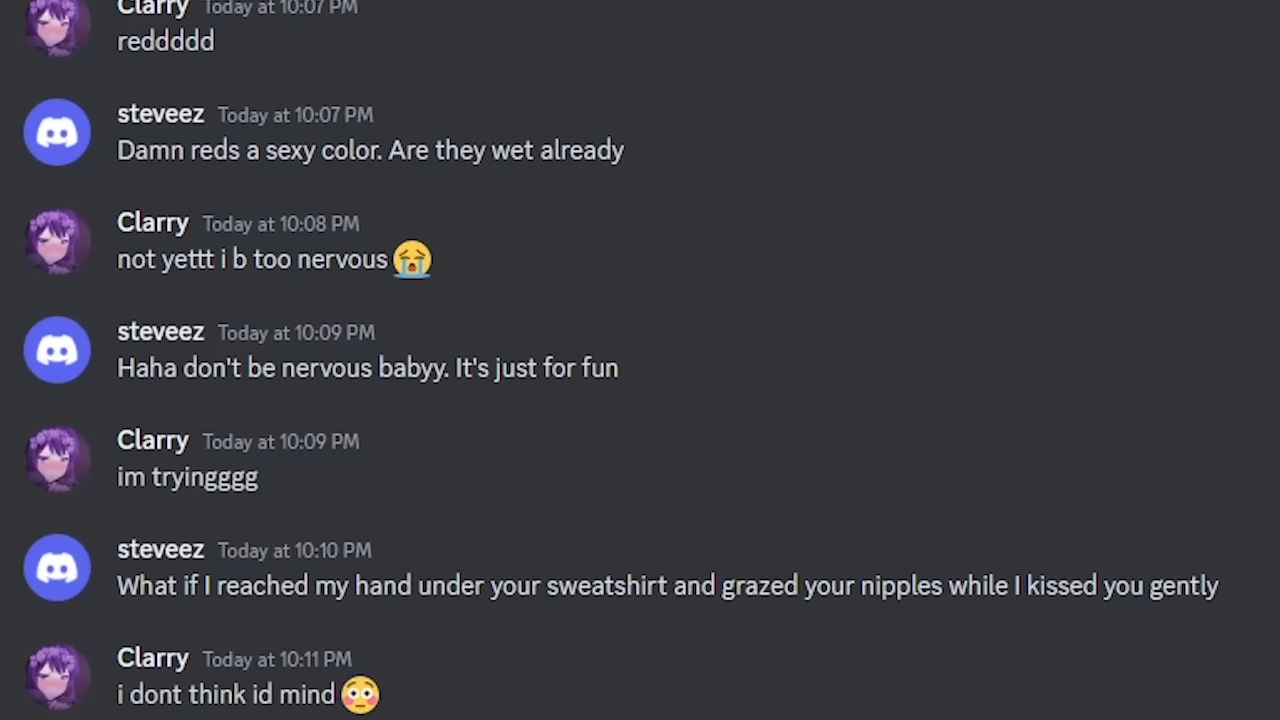 Clarry Today at 10:07 PM
reddddd
steveez Today at 10:07 PM
Damn reds a sexy color. Are they wet already
Clarry Today at 10:08 PM
not yettt i b too nervous 😭
steveez Today at 10:09 PM
Haha don't be nervous babyy. It's just for fun
Clarry Today at 10:09 PM
im tryingggg
steveez Today at 10:10 PM
What if I reached my hand under your sweatshirt and grazed your nipples while I kissed you gently
Clarry Today at 10:11 PM
i dont think id mind 😳